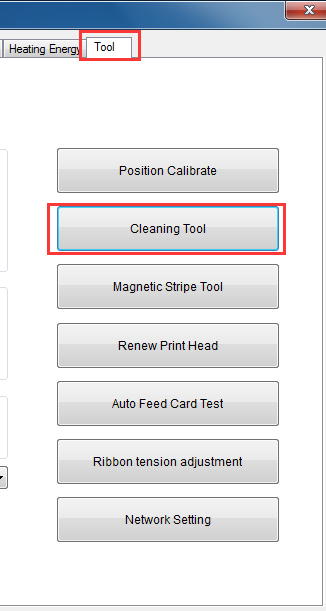 Heating Energy
Tool
Position Calibrate
Cleaning Tool
Magnetic Stripe Tool
Renew Print Head
Auto Feed Card Test
Ribbon tension adjustment
Network Setting